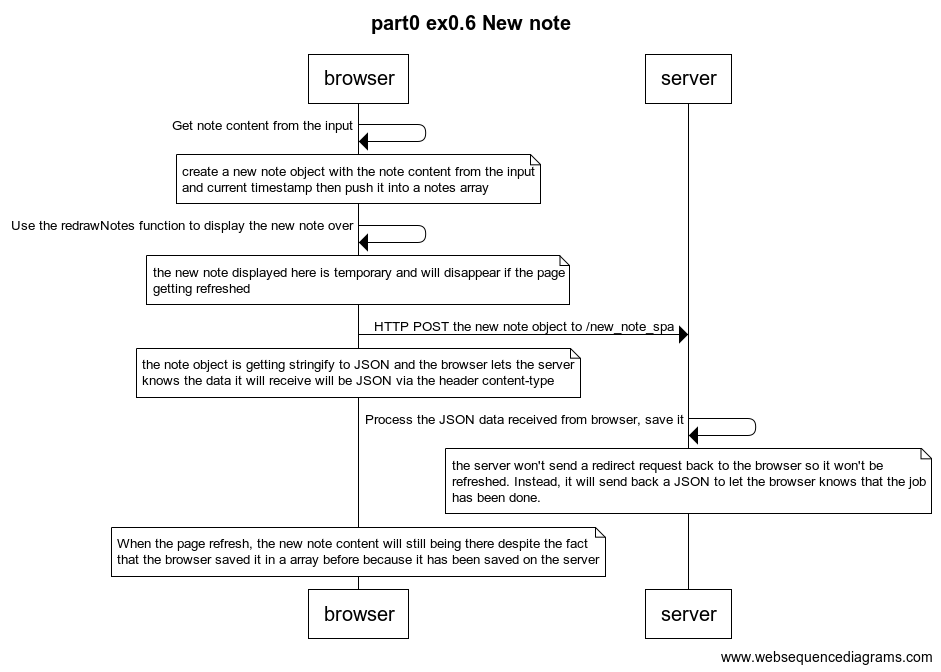 part0 ex0.6 New note
browser
server
Get note content from the input
create a new note object with the note content from the input
and current timestamp then push it into a notes array
Use the redrawNotes function to display the new note over
the new note displayed here is temporary and will disappear if the page
getting refreshed
HTTP POST the new note object to /new_note_spa
the note object is getting stringify to JSON and the browser lets the server
knows the data it will receive will be JSON via the header content-type
Process the JSON data received from browser, save it
the server won't send a redirect request back to the browser so it won't be
refreshed. Instead, it will send back a JSON to let the browser knows that the job
has been done.
When the page refresh, the new note content will still being there despite the fact
that the browser saved it in a array before because it has been saved on the server
browser
server
www.websequencediagrams.com